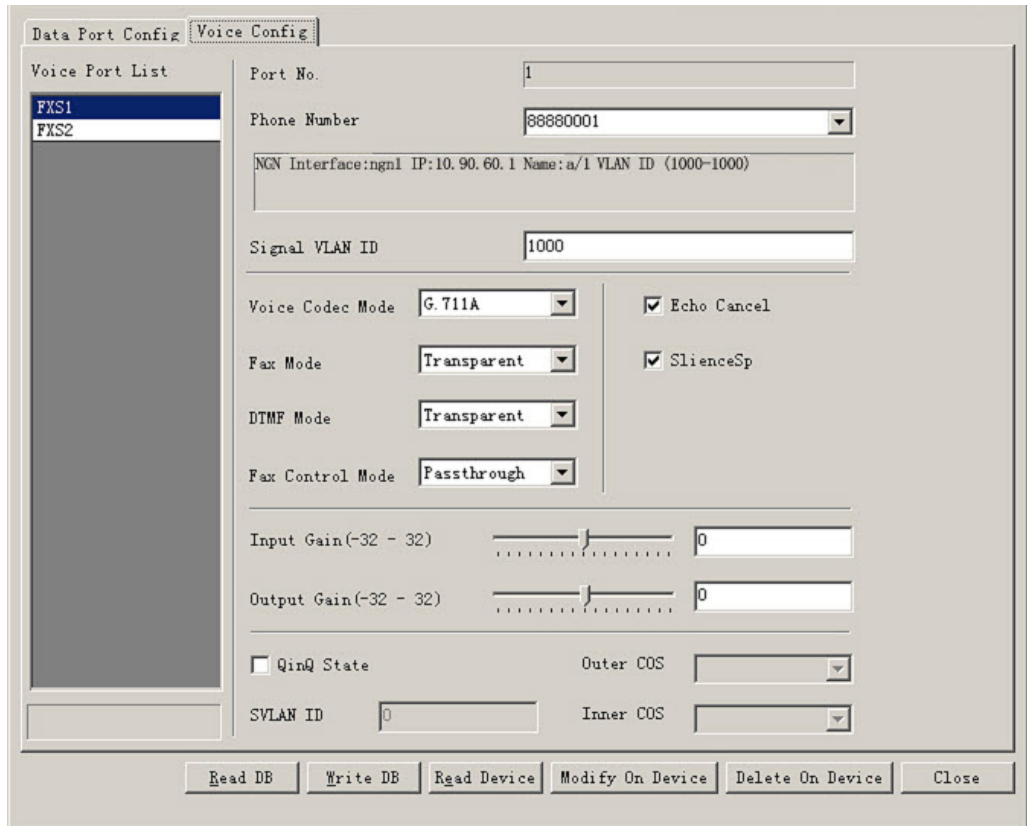 Data Port Config Voice Config
Voice Port List
FXS1
FXS2
Port No. 1
Phone Number 88880001
NGN Interface:ngn1 IP:10.90.60.1 Name:a/1 VLAN ID (1000-1000)
Signal VLAN ID 1000
Voice Codec Mode G.711A Echo Cancel
Fax Mode Transparent SlienceSp
DTMF Mode Transparent
Fax Control Mode Passthrough
Input Gain(-32 - 32) 0
Output Gain(-32 - 32) 0
QinQ State Outer COS
SVLAN ID 0 Inner COS
Read DB Write DB Read Device Modify On Device Delete On Device Close